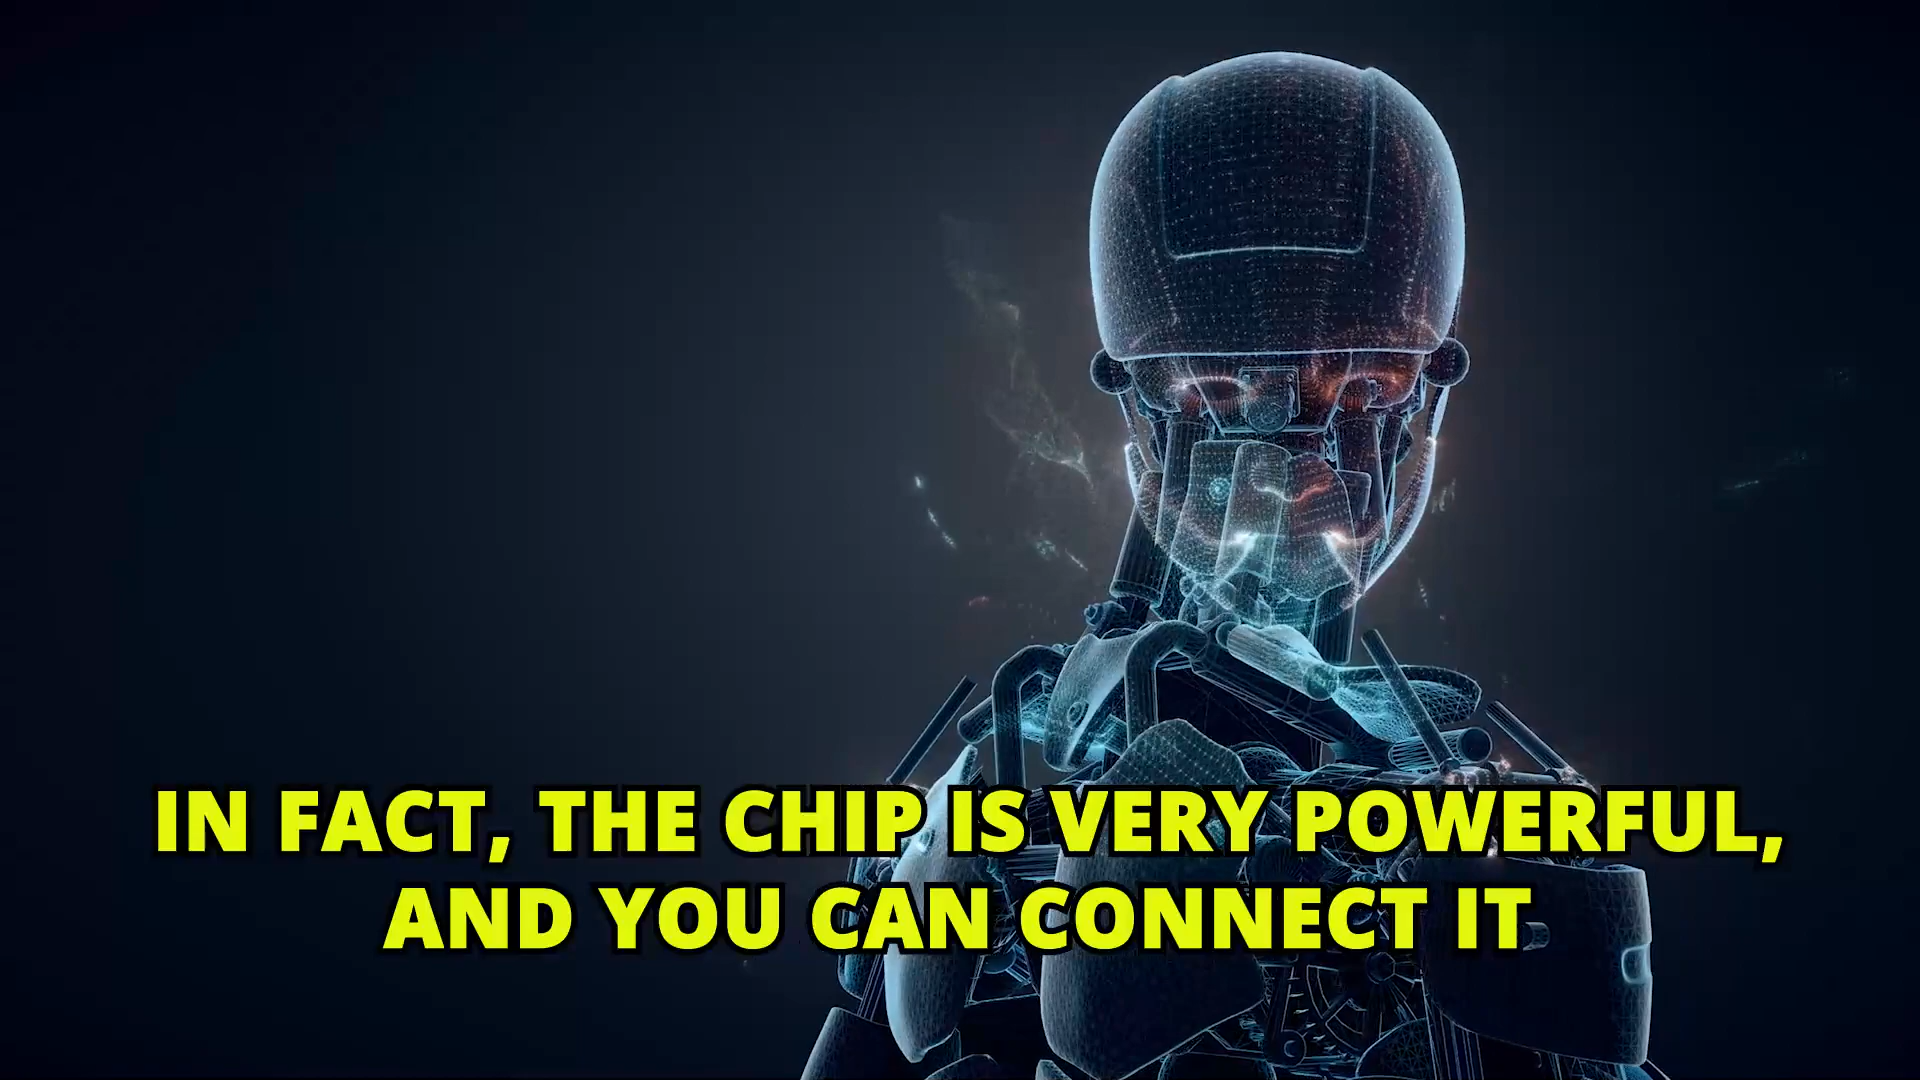 IN FACT, THE CHIP IS VERY POWERFUL,
AND YOU CAN CONNECT IT